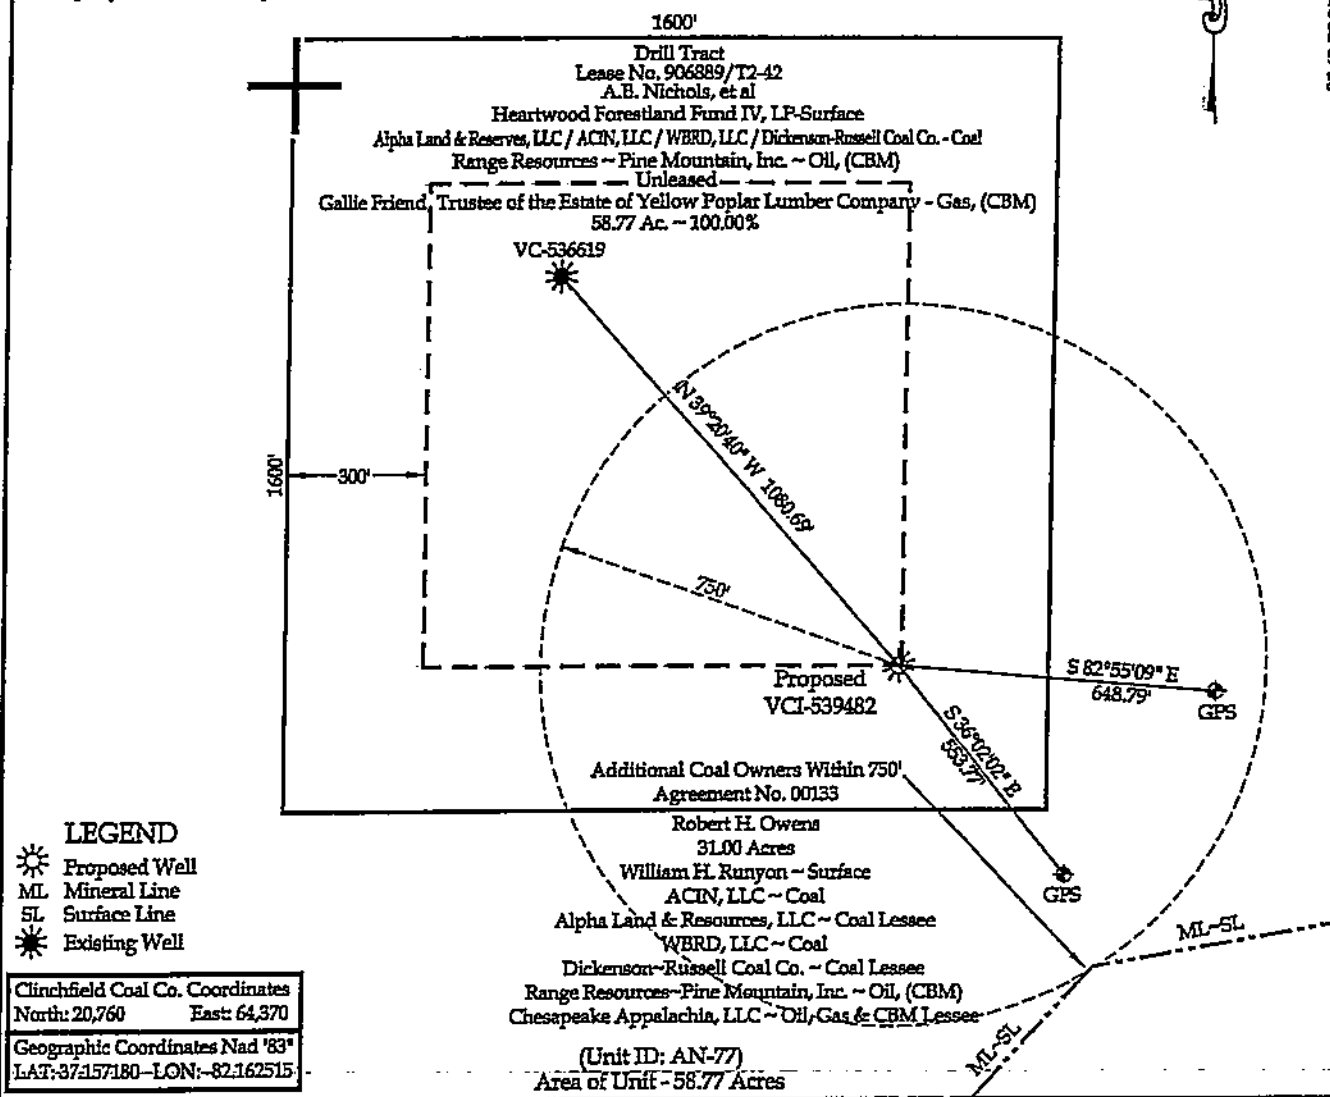 1600'
Drill Tract
Lease No. 906889/T2-42
A.B. Nichols, et al
Heartwood Forestland Fund IV, LP-Surface
Alpha Land & Reserves, LLC / ACIN, LLC / WBRD, LLC / Dickenson-Russell Coal Co. - Coal
Range Resources ~ Pine Mountain, Inc. ~ Oil, (CBM)
Unleased
Gallie Friend, Trustee of the Estate of Yellow Poplar Lumber Company - Gas, (CBM)
58.77 Ac. ~ 100.00%
VC-536619
N 39°20'40" W 1080.69'
1600'
300'
750'
Proposed
VCI-539482
S 82°55'09" E
648.79'
GPS
S 36°02'02" E
553.77'
GPS
Additional Coal Owners Within 750'
Agreement No. 00133
Robert H. Owens
31.00 Acres
William H. Runyon ~ Surface
ACIN, LLC ~ Coal
Alpha Land & Resources, LLC ~ Coal Lessee
WBRD, LLC ~ Coal
Dickenson~Russell Coal Co. ~ Coal Lessee
Range Resources~Pine Mountain, Inc. ~ Oil, (CBM)
Chesapeake Appalachia, LLC ~ Oil, Gas & CBM Lessee
(Unit ID: AN-77)
Area of Unit - 58.77 Acres
ML~SL
ML~SL
LEGEND
Proposed Well
ML Mineral Line
SL Surface Line
Existing Well
Clinchfield Coal Co. Coordinates
North: 20,760 East: 64,370
Geographic Coordinates Nad '83"
LAT:37.157180 LON:-82.162515